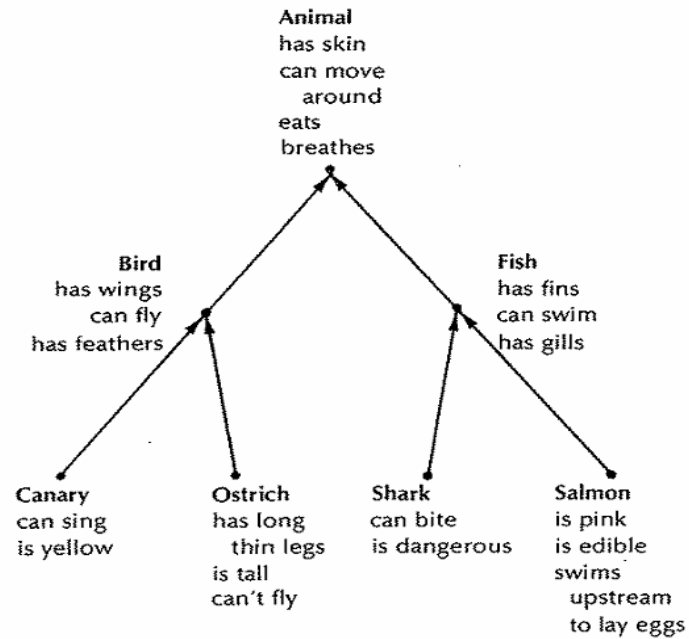 Animal
has skin
can move
around
eats
breathes
Bird
has wings
can fly
has feathers
Fish
has fins
can swim
has gills
Canary
can sing
is yellow
Ostrich
has long
thin legs
is tall
can't fly
Shark
can bite
is dangerous
Salmon
is pink
is edible
swims
upstream
to lay eggs